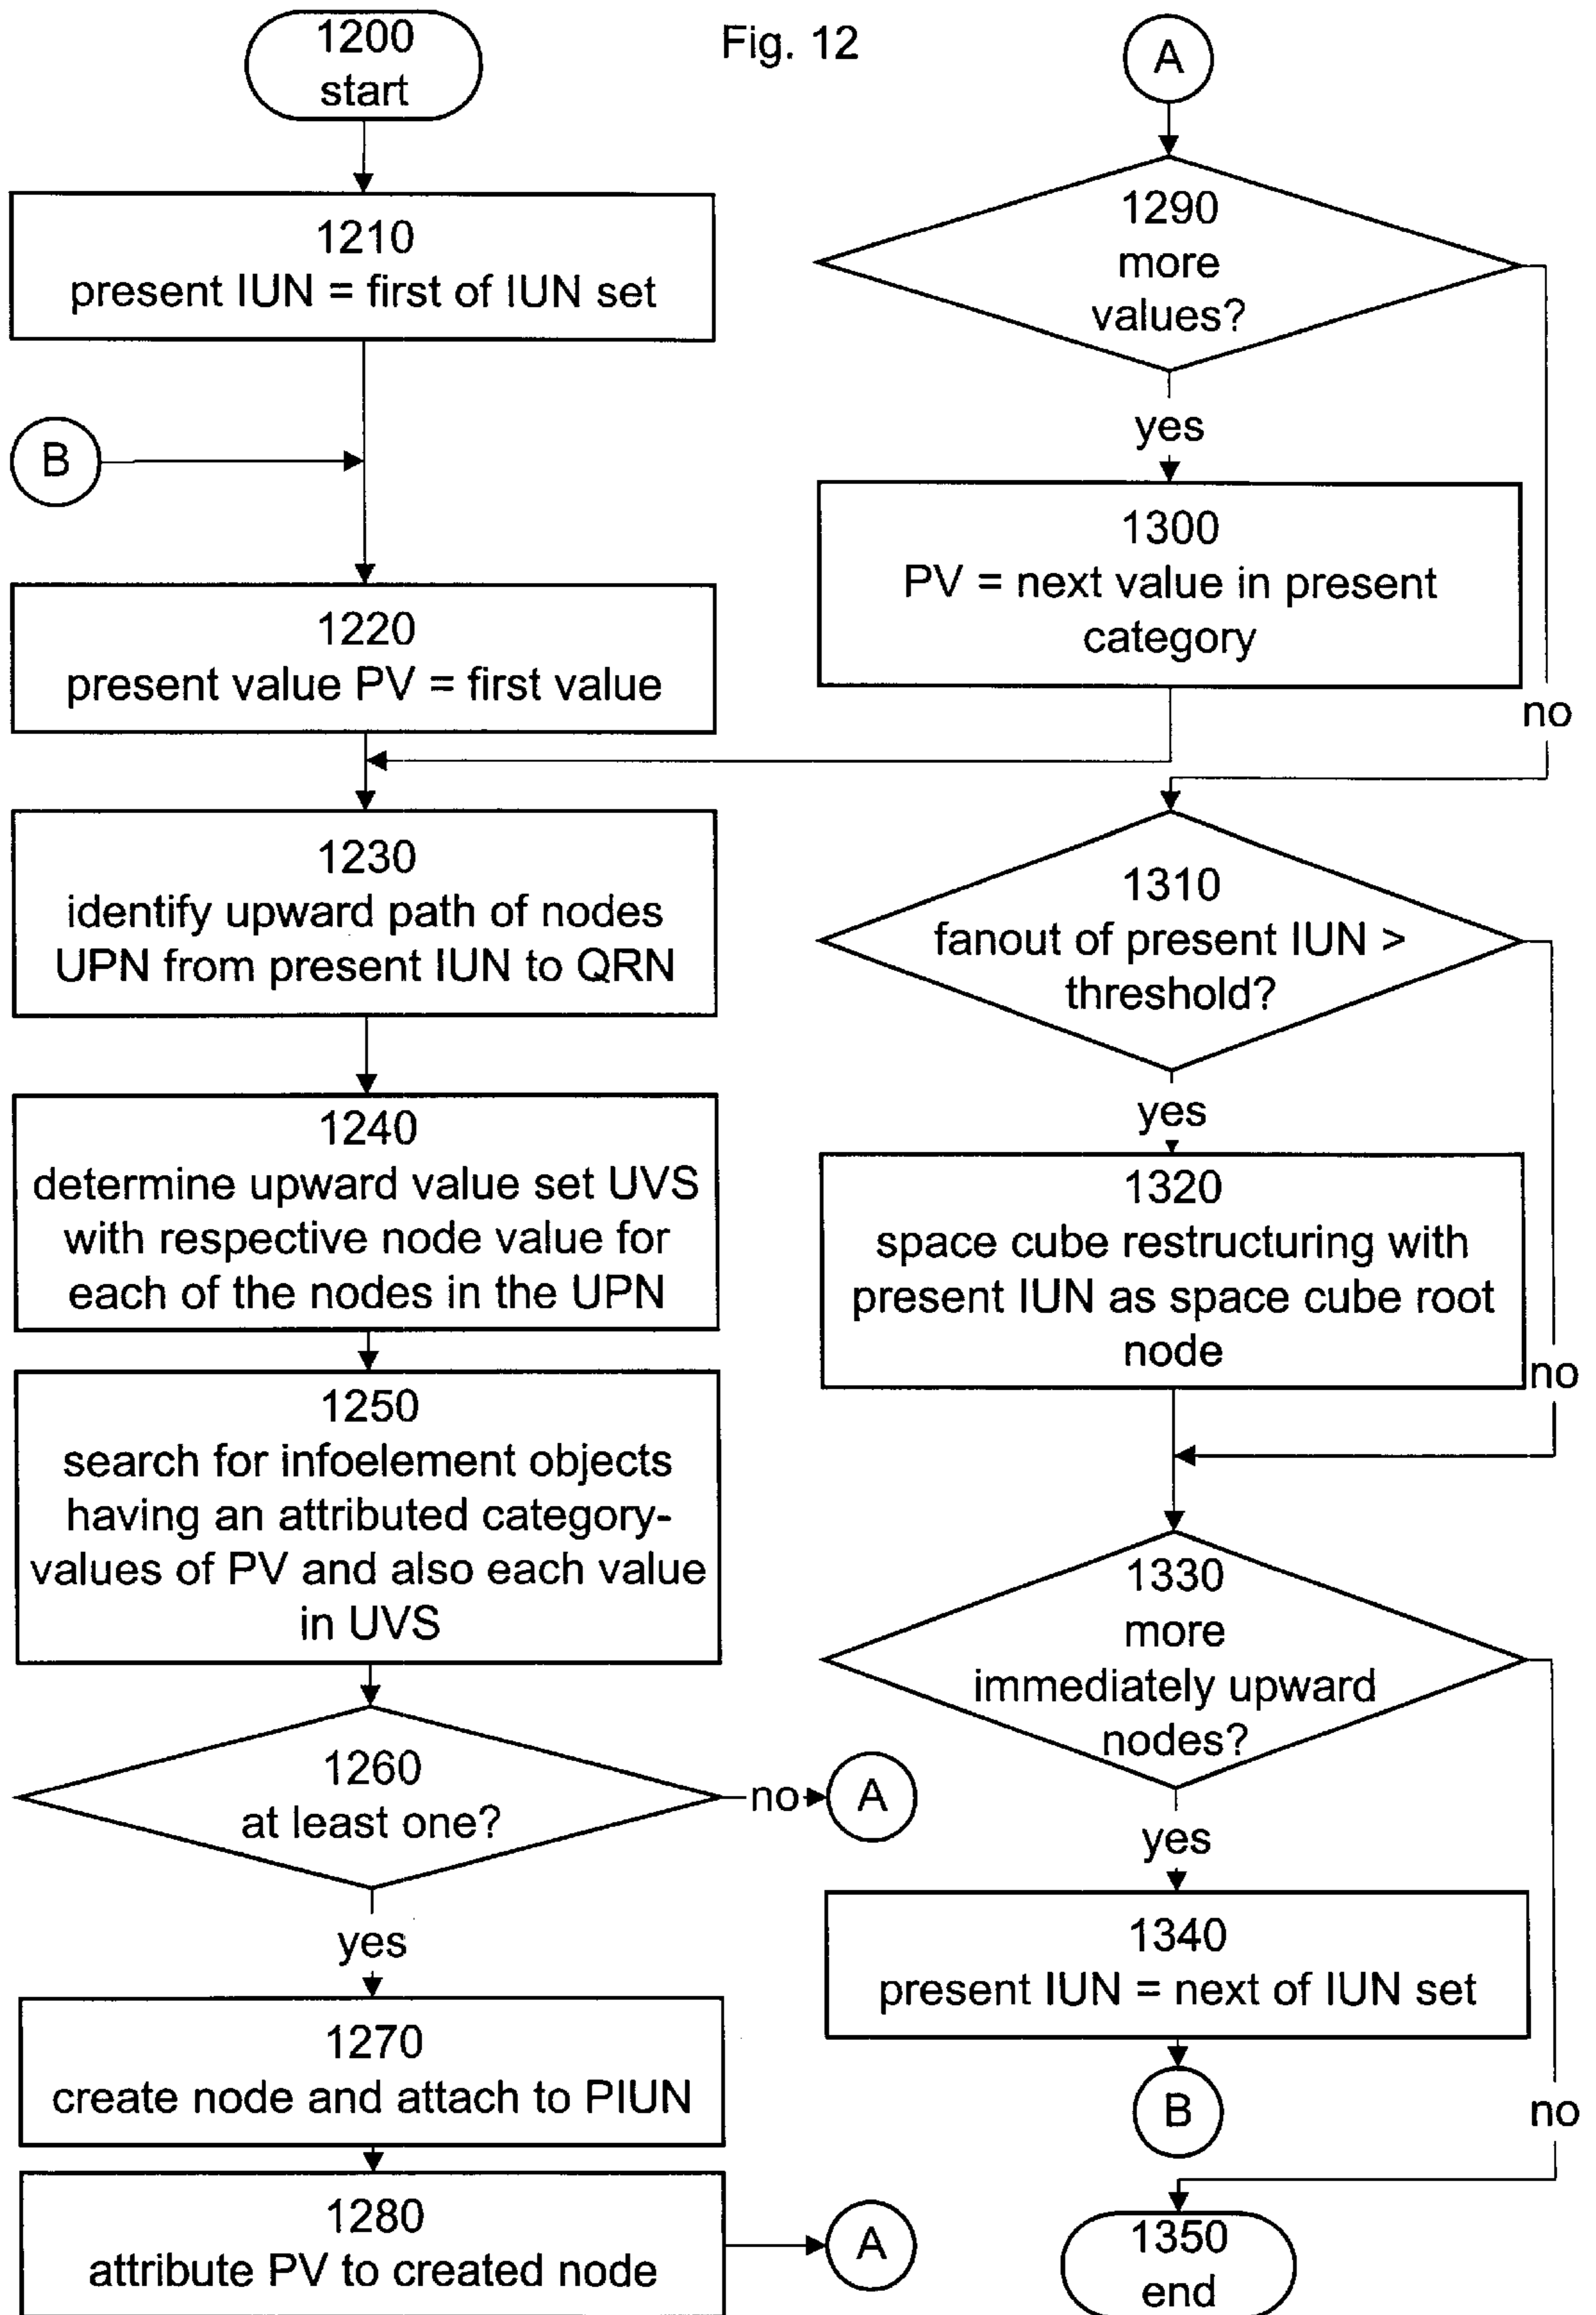 Fig. 12
1200
start
1210
present IUN = first of IUN set
B
1220
present value PV = first value
1230
identify upward path of nodes
UPN from present IUN to QRN
1240
determine upward value set UVS
with respective node value for
each of the nodes in the UPN
1250
search for infoelement objects
having an attributed category-
values of PV and also each value
in UVS
1260
at least one?
no
A
yes
1270
create node and attach to PIUN
1280
attribute PV to created node
A
A
1290
more
values?
yes
no
1300
PV = next value in present
category
1310
fanout of present IUN >
threshold?
yes
no
1320
space cube restructuring with
present IUN as space cube root
node
1330
more
immediately upward
nodes?
yes
no
1340
present IUN = next of IUN set
B
1350
end